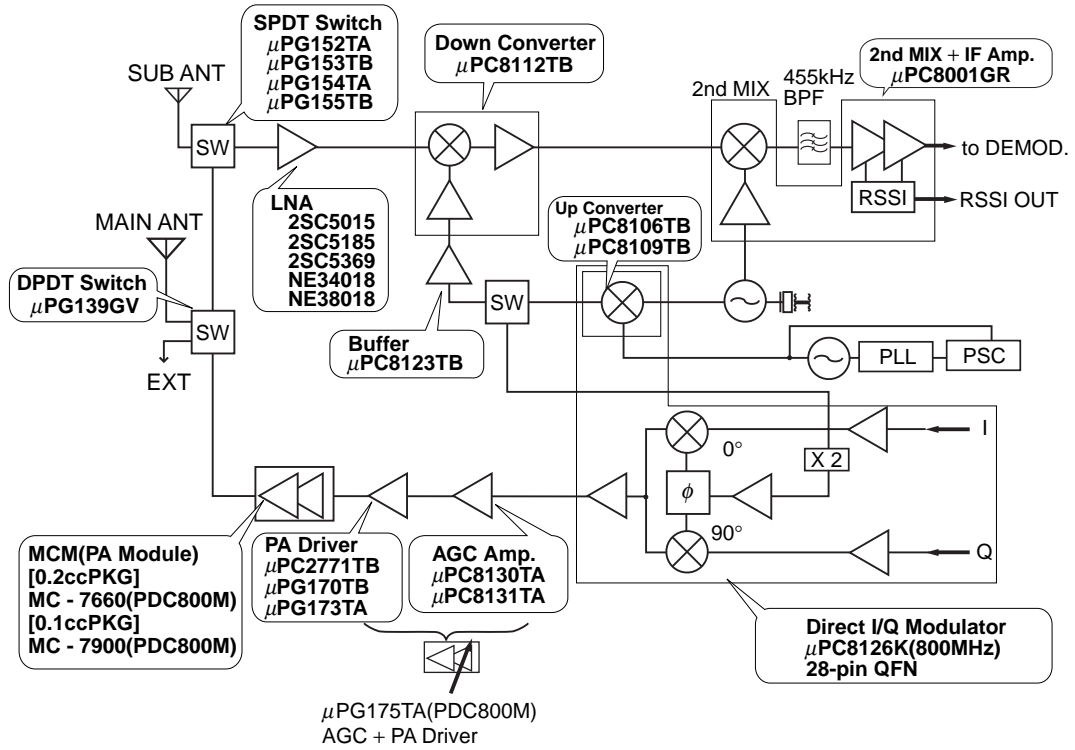 SPDT Switch
μPG152TA
μPG153TB
μPG154TA
μPG155TB
Down Converter
μPC8112TB
2nd MIX + IF Amp.
μPC8001GR
SUB ANT
2nd MIX
455kHz
BPF
SW
to DEMOD.
RSSI
RSSI OUT
LNA
2SC5015
2SC5185
2SC5369
NE34018
NE38018
MAIN ANT
Up Converter
μPC8106TB
μPC8109TB
DPDT Switch
μPG139GV
SW
SW
EXT
Buffer
μPC8123TB
PLL
PSC
I
0°
X 2
ϕ
90°
Q
MCM(PA Module)
[0.2ccPKG]
MC - 7660(PDC800M)
[0.1ccPKG]
MC - 7900(PDC800M)
PA Driver
μPC2771TB
μPG170TB
μPG173TA
AGC Amp.
μPC8130TA
μPC8131TA
Direct I/Q Modulator
μPC8126K(800MHz)
28-pin QFN
μPG175TA(PDC800M)
AGC + PA Driver